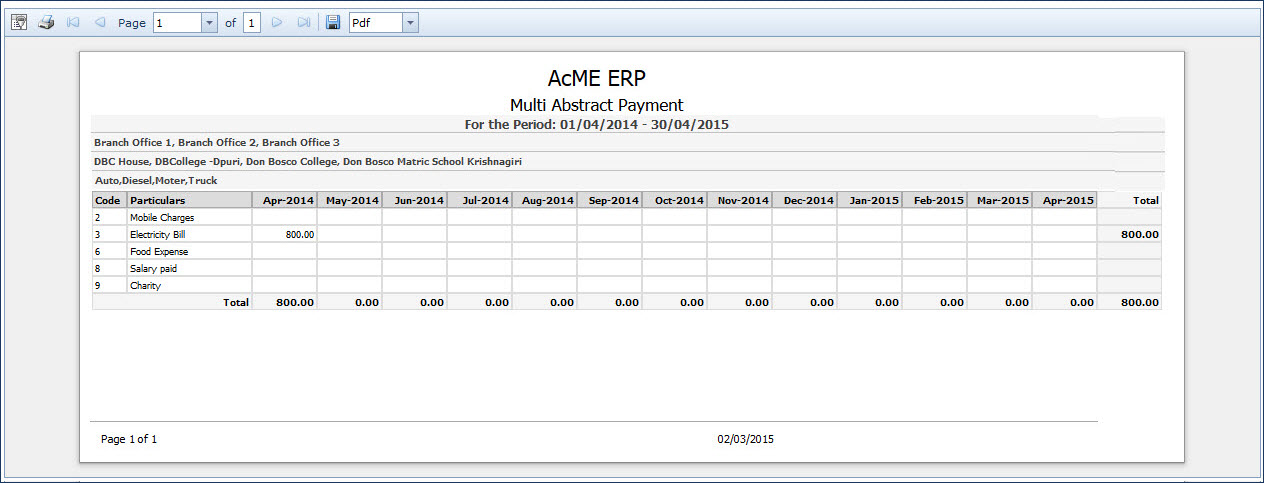 Page 1 of 1 Pdf
AcME ERP
Multi Abstract Payment
For the Period: 01/04/2014 - 30/04/2015
Branch Office 1, Branch Office 2, Branch Office 3
DBC House, DBCollege -Dpuri, Don Bosco College, Don Bosco Matric School Krishnagiri
Auto,Diesel,Moter,Truck
Code Particulars Apr-2014 May-2014 Jun-2014 Jul-2014 Aug-2014 Sep-2014 Oct-2014 Nov-2014 Dec-2014 Jan-2015 Feb-2015 Mar-2015 Apr-2015 Total
2 Mobile Charges
3 Electricity Bill 800.00 800.00
6 Food Expense
8 Salary paid
9 Charity
Total 800.00 0.00 0.00 0.00 0.00 0.00 0.00 0.00 0.00 0.00 0.00 0.00 0.00 800.00
Page 1 of 1 02/03/2015